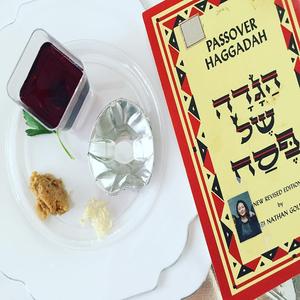 PASSOVER
HAGGADAH
הגדה
של
פסח
NEW REVISED EDITION
by
NATHAN GOL